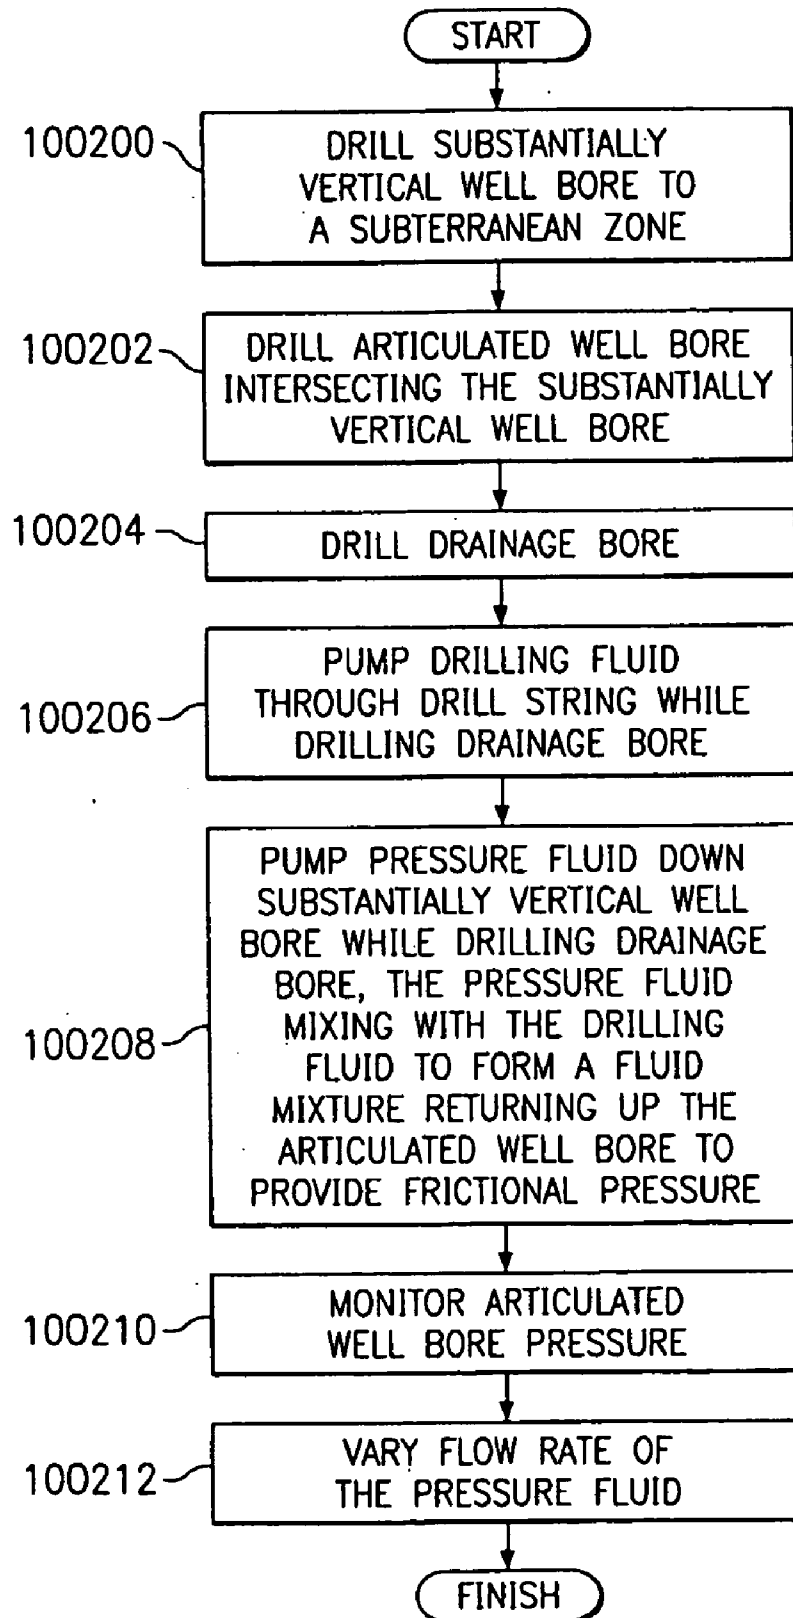 START
100200
DRILL SUBSTANTIALLY
VERTICAL WELL BORE TO
A SUBTERRANEAN ZONE
100202
DRILL ARTICULATED WELL BORE
INTERSECTING THE SUBSTANTIALLY
VERTICAL WELL BORE
100204
DRILL DRAINAGE BORE
100206
PUMP DRILLING FLUID
THROUGH DRILL STRING WHILE
DRILLING DRAINAGE BORE
100208
PUMP PRESSURE FLUID DOWN
SUBSTANTIALLY VERTICAL WELL
BORE WHILE DRILLING DRAINAGE
BORE, THE PRESSURE FLUID
MIXING WITH THE DRILLING
FLUID TO FORM A FLUID
MIXTURE RETURNING UP THE
ARTICULATED WELL BORE TO
PROVIDE FRICTIONAL PRESSURE
100210
MONITOR ARTICULATED
WELL BORE PRESSURE
100212
VARY FLOW RATE OF
THE PRESSURE FLUID
FINISH